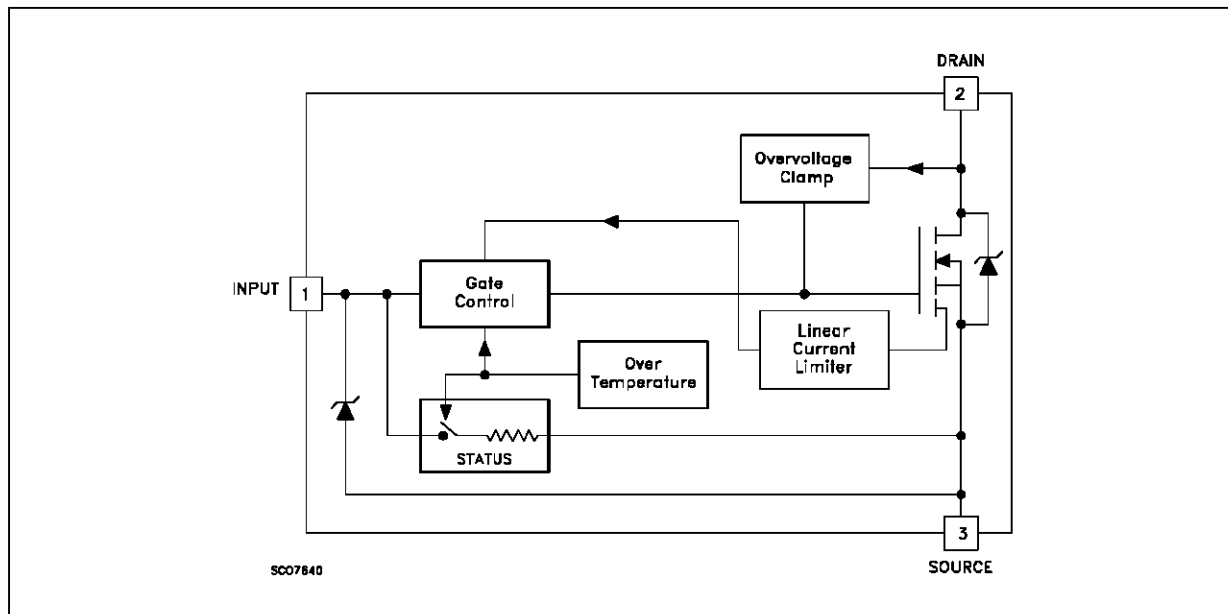 DRAIN
2
Overvoltage
Clamp
INPUT
1
Gate
Control
Linear
Current
Limiter
Over
Temperature
STATUS
3
SOURCE
SC07640